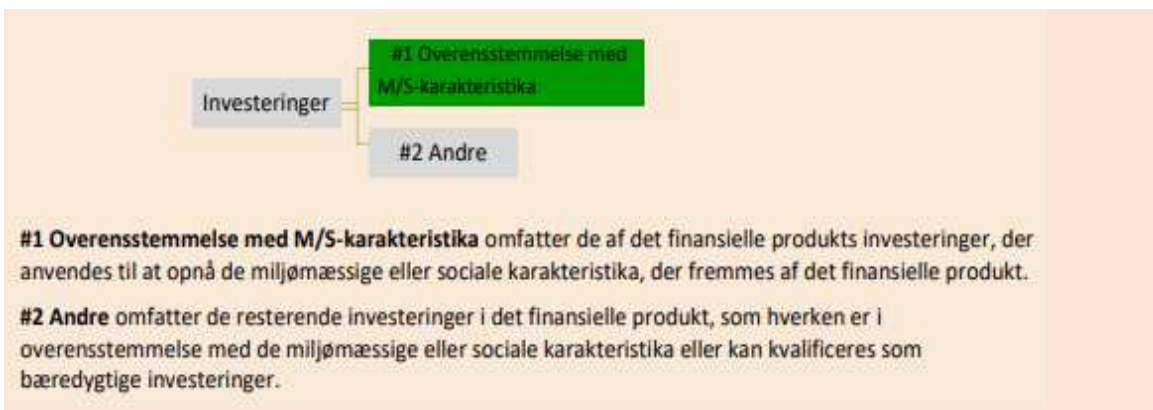 #1 Overensstemmelse med
M/S-karakteristika
Investeringer
#2 Andre
#1 Overensstemmelse med M/S-karakteristika omfatter de af det finansielle produkts investeringer, der
anvendes til at opnå de miljømæssige eller sociale karakteristika, der fremmes af det finansielle produkt.
#2 Andre omfatter de resterende investeringer i det finansielle produkt, som hverken er i
overensstemmelse med de miljømæssige eller sociale karakteristika eller kan kvalificeres som
bæredygtige investeringer.